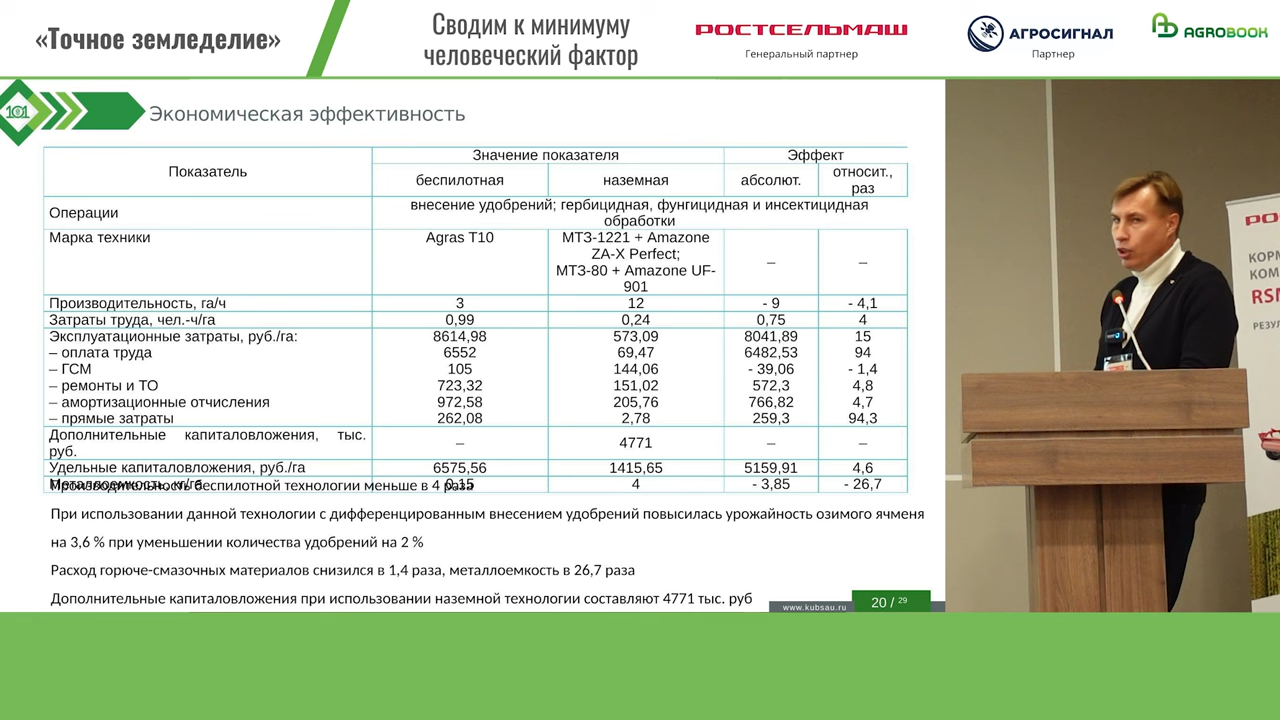 «Точное земледелие»
Сводим к минимуму
человеческий фактор
РОСТСЕЛЬМАШ
Генеральный партнер
АГРОСИГНАЛ
Партнер
AGROBOOK
101
Экономическая эффективность
Показатель
Значение показателя
Эффект
беспилотная
наземная
абсолют.
относит.,
раз
Операции
внесение удобрений; гербицидная, фунгицидная и инсектицидная
обработки
Марка техники
Agras T10
МТЗ-1221 + Amazone
ZA-X Perfect;
МТЗ-80 + Amazone UF-
901
–
–
Производительность, га/ч
3
12
- 9
- 4,1
Затраты труда, чел.-ч/га
0,99
0,24
0,75
4
Эксплуатационные затраты, руб./га:
8614,98
573,09
8041,89
15
– оплата труда
6552
69,47
6482,53
94
– ГСМ
105
144,06
- 39,06
- 1,4
– ремонты и ТО
723,32
151,02
572,3
4,8
– амортизационные отчисления
972,58
205,76
766,82
4,7
– прямые затраты
262,08
2,78
259,3
94,3
Дополнительные капиталовложения, тыс.
руб.
–
4771
–
–
Удельные капиталовложения, руб./га
6575,56
1415,65
5159,91
4,6
Металлоемкость, кг/га
0,15
4
- 3,85
- 26,7
Производительность беспилотной технологии меньше в 4 раза
При использовании данной технологии с дифференцированным внесением удобрений повысилась урожайность озимого ячменя
на 3,6 % при уменьшении количества удобрений на 2 %
Расход горюче-смазочных материалов снизился в 1,4 раза, металлоемкость в 26,7 раза
Дополнительные капиталовложения при использовании наземной технологии составляют 4771 тыс. руб
www.kubsau.ru
20 / 29